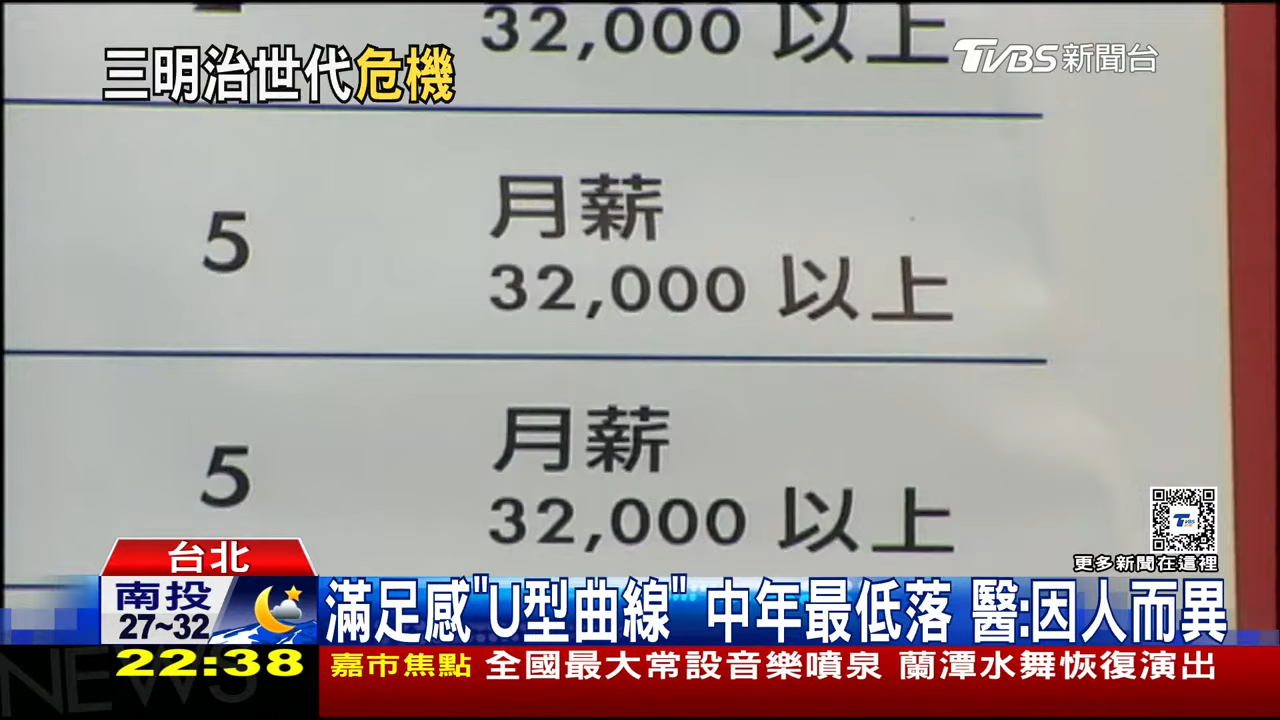 32,000 以上
三明治世代危機
TVBS新聞台
月薪
5
32,000 以上
月薪
5
32,000 以上
TVBS
更多新聞在這裡
台北
南投
27~32
滿足感"U型曲線" 中年最低落 醫:因人而異
NEWS
22:38
嘉市焦點 全國最大常設音樂噴泉 蘭潭水舞恢復演出